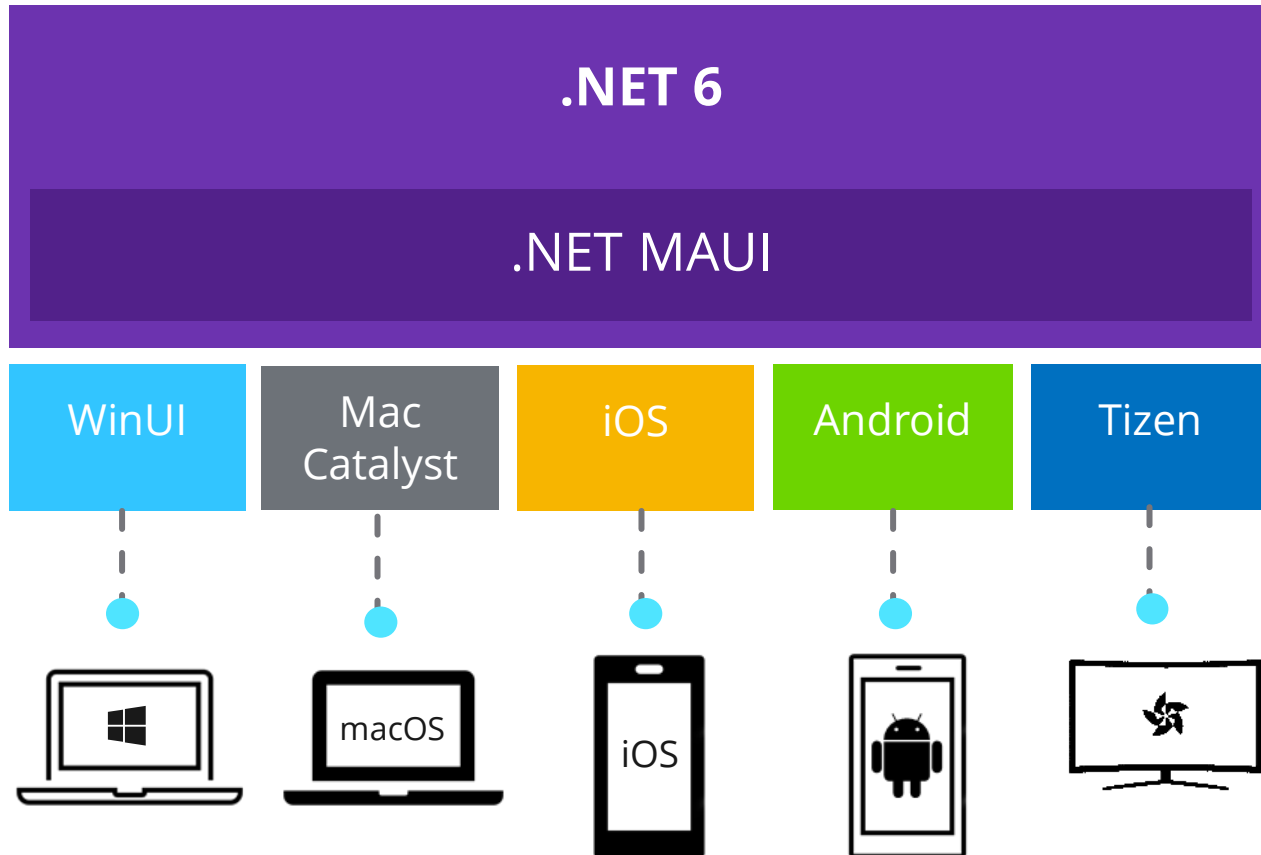 .NET 6
.NET MAUI
WinUI
Mac
Catalyst
iOS
Android
Tizen
macOS
iOS